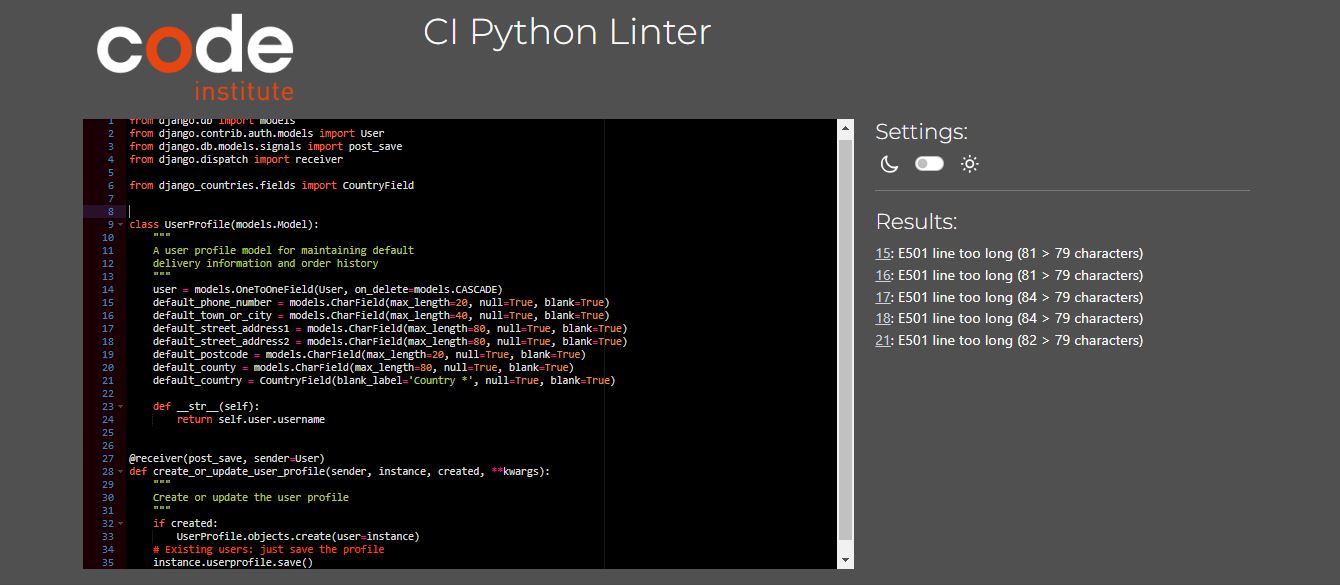 code
institute
CI Python Linter
1 from django.db import models
2 from django.contrib.auth.models import User
3 from django.db.models.signals import post_save
4 from django.dispatch import receiver
5
6 from django_countries.fields import CountryField
7
8
9 class UserProfile(models.Model):
10 """
11 A user profile model for maintaining default
12 delivery information and order history
13 """
14 user = models.OneToOneField(User, on_delete=models.CASCADE)
15 default_phone_number = models.CharField(max_length=20, null=True, blank=True)
16 default_town_or_city = models.CharField(max_length=40, null=True, blank=True)
17 default_street_address1 = models.CharField(max_length=80, null=True, blank=True)
18 default_street_address2 = models.CharField(max_length=80, null=True, blank=True)
19 default_postcode = models.CharField(max_length=20, null=True, blank=True)
20 default_county = models.CharField(max_length=80, null=True, blank=True)
21 default_country = CountryField(blank_label='Country *', null=True, blank=True)
22
23 def __str__(self):
24 return self.user.username
25
26
27 @receiver(post_save, sender=User)
28 def create_or_update_user_profile(sender, instance, created, **kwargs):
29 """
30 Create or update the user profile
31 """
32 if created:
33 UserProfile.objects.create(user=instance)
34 # Existing users: just save the profile
35 instance.userprofile.save()
Settings:
Results:
15: E501 line too long (81 > 79 characters)
16: E501 line too long (81 > 79 characters)
17: E501 line too long (84 > 79 characters)
18: E501 line too long (84 > 79 characters)
21: E501 line too long (82 > 79 characters)